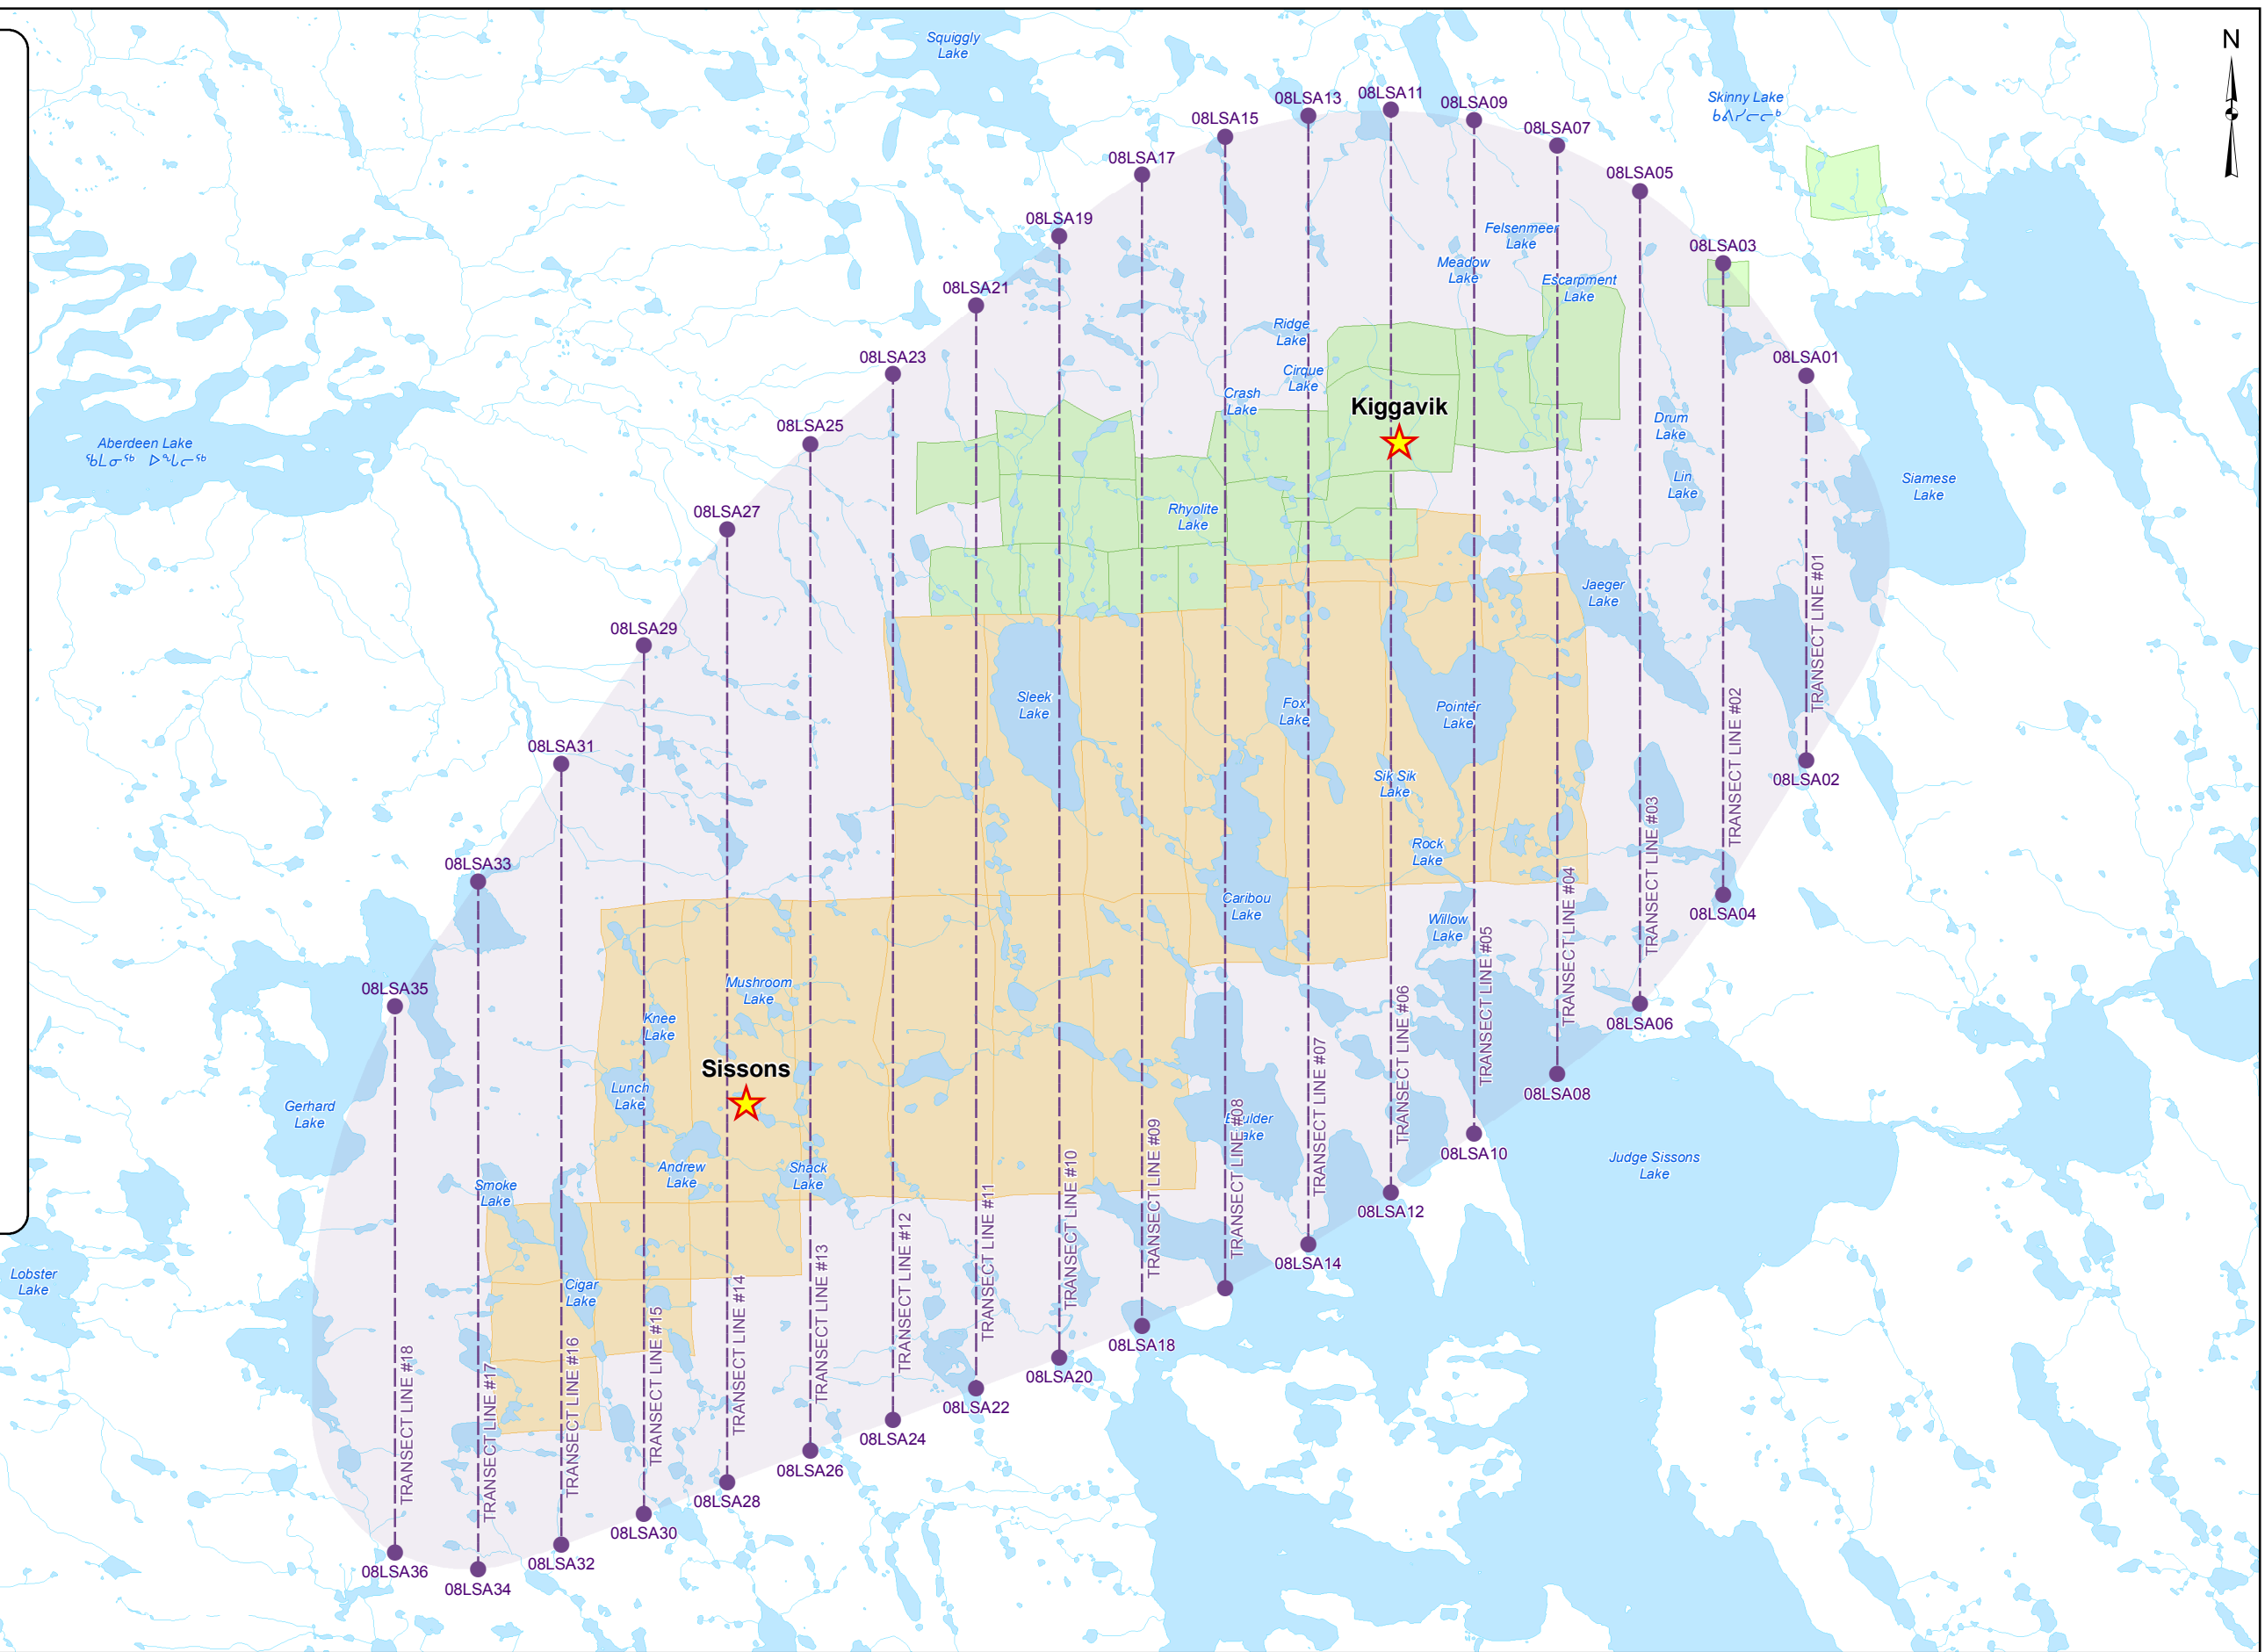 N
Squiggly
Lake
Skinny Lake
ᖃᐱᓯᓕᓕᒃ
08LSA11
08LSA13
08LSA09
08LSA15
08LSA07
08LSA17
08LSA05
08LSA19
08LSA03
Felsenmeer
Lake
Meadow
Lake
Escarpment
Lake
08LSA21
Ridge
Lake
08LSA23
08LSA01
Cirque
Lake
Crash
Lake
Kiggavik
08LSA25
Drum
Lake
Aberdeen Lake
Lin
Lake
Siamese
Lake
08LSA27
Rhyolite
Lake
Jaeger
Lake
08LSA29
TRANSECT LINE #01
Sleek
Lake
Fox
Lake
Pointer
Lake
08LSA31
TRANSECT LINE #02
08LSA02
Sik Sik
Lake
08LSA33
Rock
Lake
TRANSECT LINE #03
Caribou
Lake
08LSA04
Willow
Lake
TRANSECT LINE #04
08LSA35
Mushroom
Lake
TRANSECT LINE #05
Knee
Lake
08LSA06
TRANSECT LINE #06
Sissons
Lunch
Lake
08LSA08
Gerhard
Lake
Boulder
Lake
TRANSECT LINE #07
08LSA10
Judge Sissons
Lake
Andrew
Lake
Shack
Lake
TRANSECT LINE #08
TRANSECT LINE #09
Smoke
Lake
08LSA12
TRANSECT LINE #10
08LSA14
Lobster
Lake
Cigar
Lake
TRANSECT LINE #11
TRANSECT LINE #12
TRANSECT LINE #13
08LSA18
TRANSECT LINE #14
08LSA20
TRANSECT LINE #15
08LSA22
TRANSECT LINE #16
TRANSECT LINE #17
TRANSECT LINE #18
08LSA24
08LSA26
08LSA28
08LSA30
08LSA32
08LSA36
08LSA34